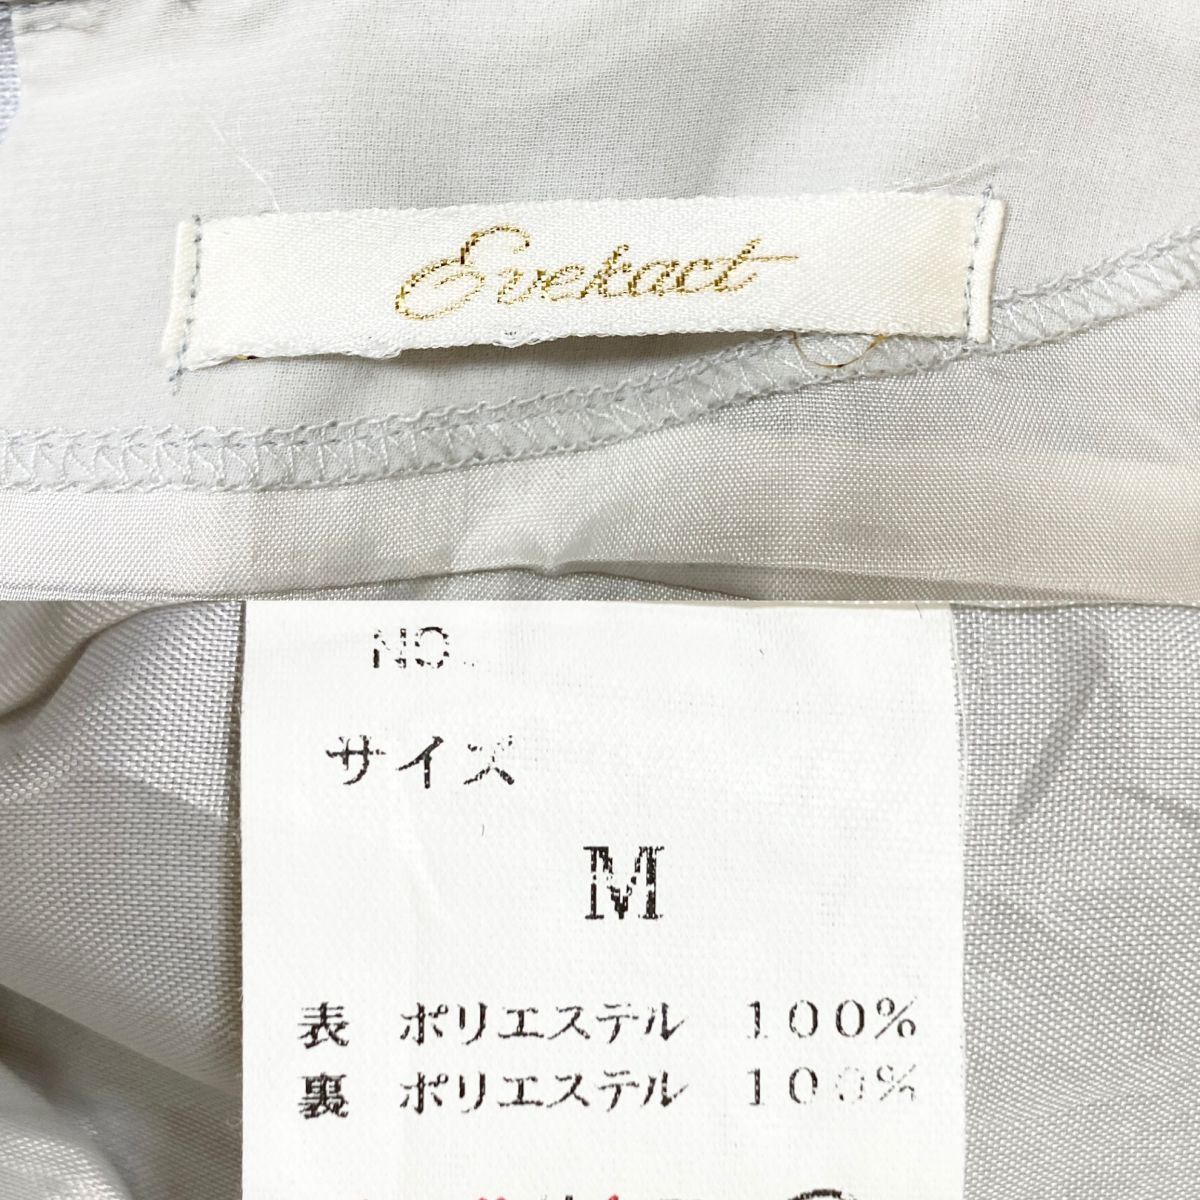 Evekact
NO.
サイズ
M
表 ポリエステル 100%
裏 ポリエステル 100%